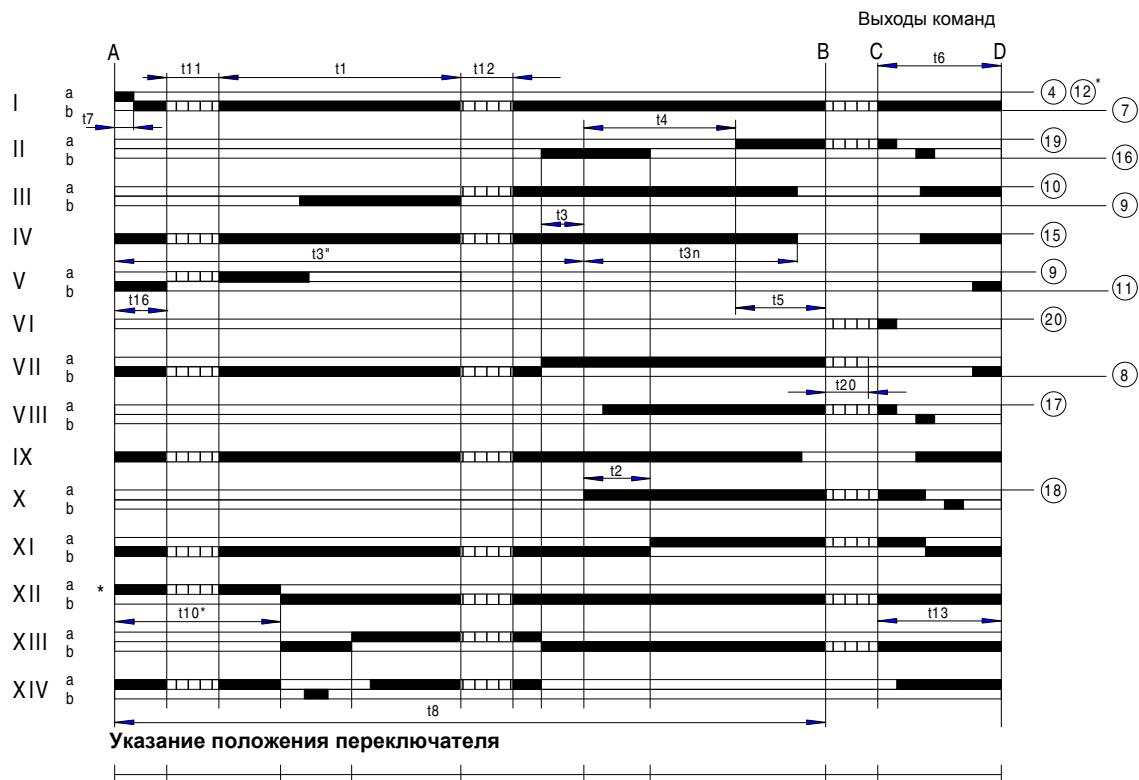 Выходы команд
A B C D
t11 t1 t12 t6
I a b 4 12* 7
t7 t4
II a b 19 16
III a b 10 9
t3
IV 15
t3" t3n
V a b 9 11
t16 t5
VI 20
VII a b 8
t20
VIII a b 17
IX
t2
X a b 18
XI a b
XII a b *
t10* t13
XIII a b
XIV a b
t8
Указание положения переключателя